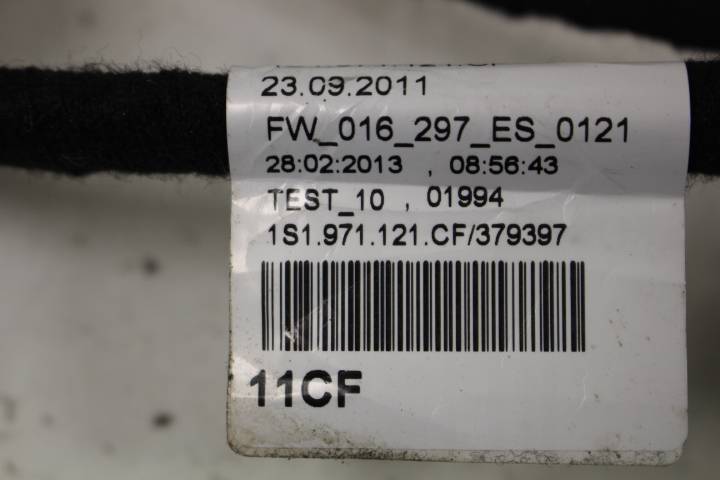 23.09.2011
FW_016_297_ES_0121
28:02:2013 , 08:56:43
TEST_10 , 01994
1S1.971.121.CF/379397
11CF